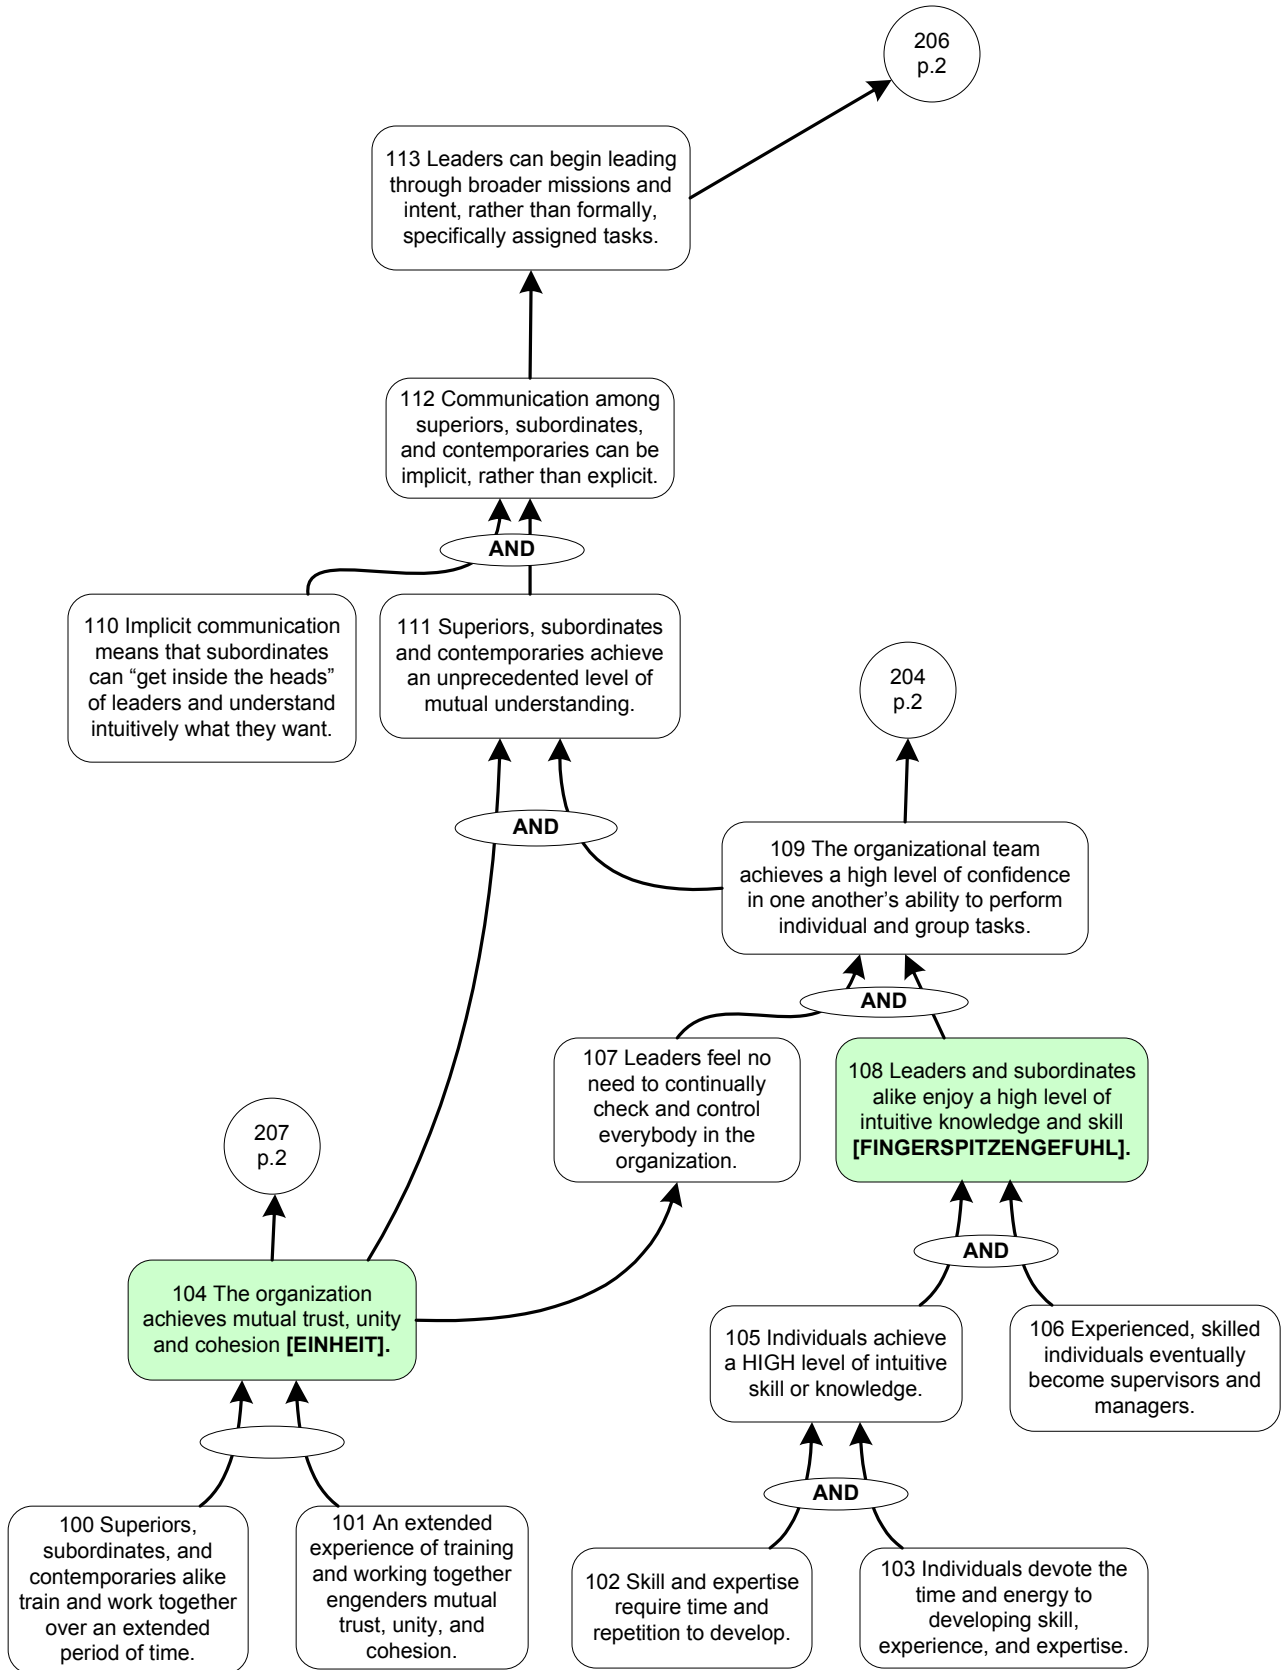 206
p.2
113 Leaders can begin leading
through broader missions and
intent, rather than formally,
specifically assigned tasks.
112 Communication among
superiors, subordinates,
and contemporaries can be
implicit, rather than explicit.
AND
110 Implicit communication
means that subordinates
can “get inside the heads”
of leaders and understand
intuitively what they want.
111 Superiors, subordinates
and contemporaries achieve
an unprecedented level of
mutual understanding.
204
p.2
AND
109 The organizational team
achieves a high level of confidence
in one another’s ability to perform
individual and group tasks.
AND
107 Leaders feel no
need to continually
check and control
everybody in the
organization.
108 Leaders and subordinates
alike enjoy a high level of
intuitive knowledge and skill
[FINGERSPITZENGEFUHL].
207
p.2
AND
104 The organization
achieves mutual trust, unity
and cohesion [EINHEIT].
105 Individuals achieve
a HIGH level of intuitive
skill or knowledge.
106 Experienced, skilled
individuals eventually
become supervisors and
managers.
AND
100 Superiors,
subordinates, and
contemporaries alike
train and work together
over an extended
period of time.
101 An extended
experience of training
and working together
engenders mutual
trust, unity, and
cohesion.
102 Skill and expertise
require time and
repetition to develop.
103 Individuals devote the
time and energy to
developing skill,
experience, and expertise.